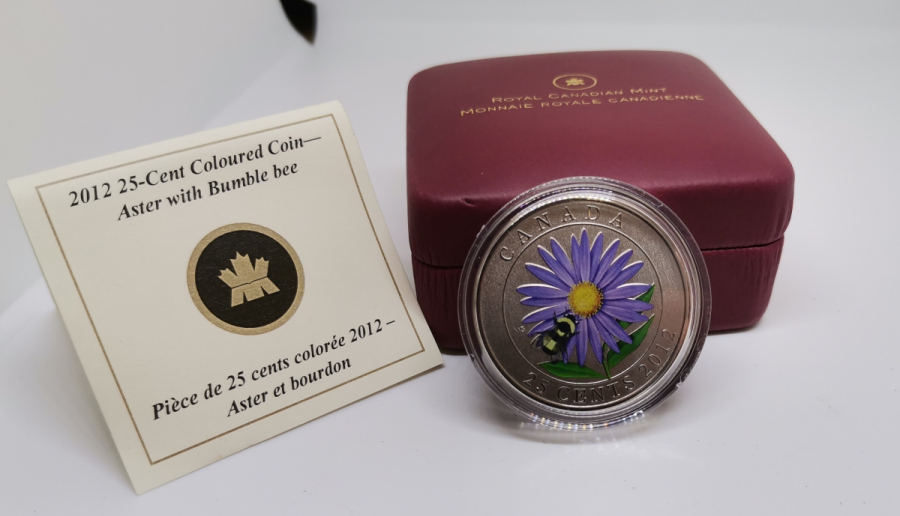 2012 25-Cent Coloured Coin—
Aster with Bumble bee
Pièce de 25 cents colorée 2012 –
Aster et bourdon
ROYAL CANADIAN MINT
MONNAIE ROYALE CANADIENNE
CANADA
25 CENTS 2012